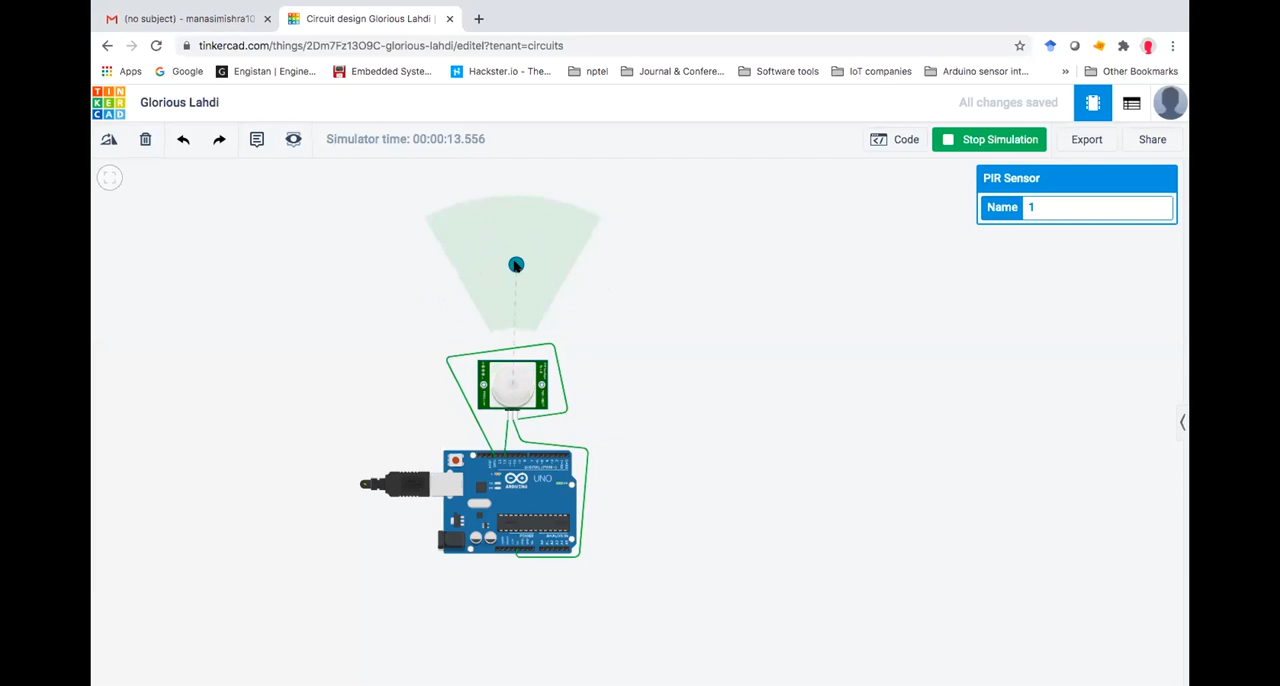 (no subject) - manasimishra10
Circuit design Glorious Lahdi |
tinkercad.com/things/2Dm7Fz13O9C-glorious-lahdi/editel?tenant=circuits
Apps Google Engistan | Engine... Embedded Syste... Hackster.io - The... nptel Journal & Confere... Software tools IoT companies Arduino sensor int... » Other Bookmarks
TIN
KER
CAD
Glorious Lahdi
All changes saved
Simulator time: 00:00:13.556
Code
Stop Simulation
Export
Share
PIR Sensor
Name 1
UNO
ARDUINO